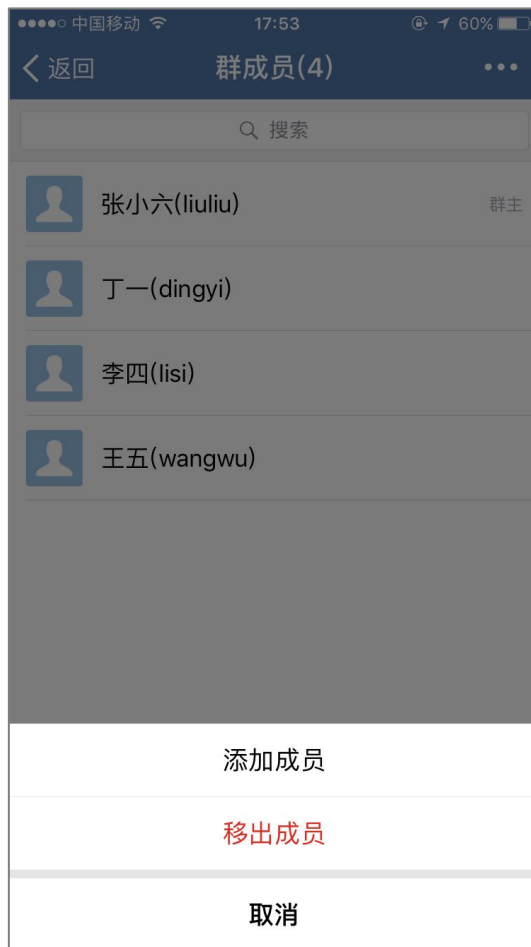 中国移动 17:53 60%
返回 群成员(4)
搜索
张小六(liuliu) 群主
丁一(dingyi)
李四(lisi)
王五(wangwu)
添加成员
移出成员
取消